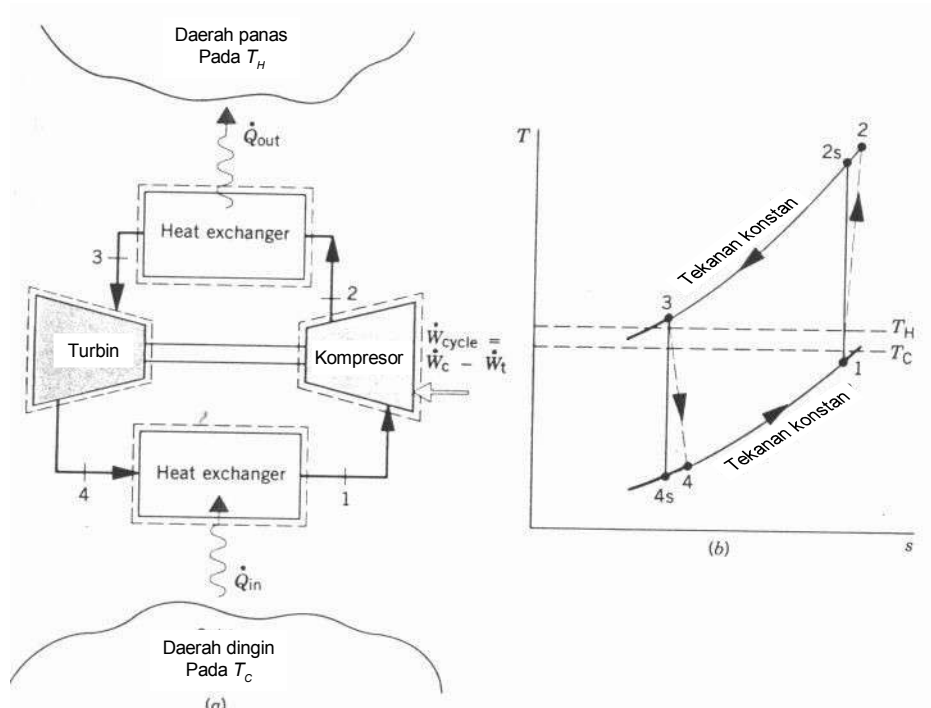 Daerah panas
Pada T_H
Q̇out
Heat exchanger
3
2
Turbin
Kompresor
Ẇcycle =
Ẇc – Ẇt
Heat exchanger
4
1
Q̇in
Daerah dingin
Pada T_C
(a)
T
2
2s
Tekanan konstan
3
T_H
T_C
1
Tekanan konstan
4s
4
(b)
s